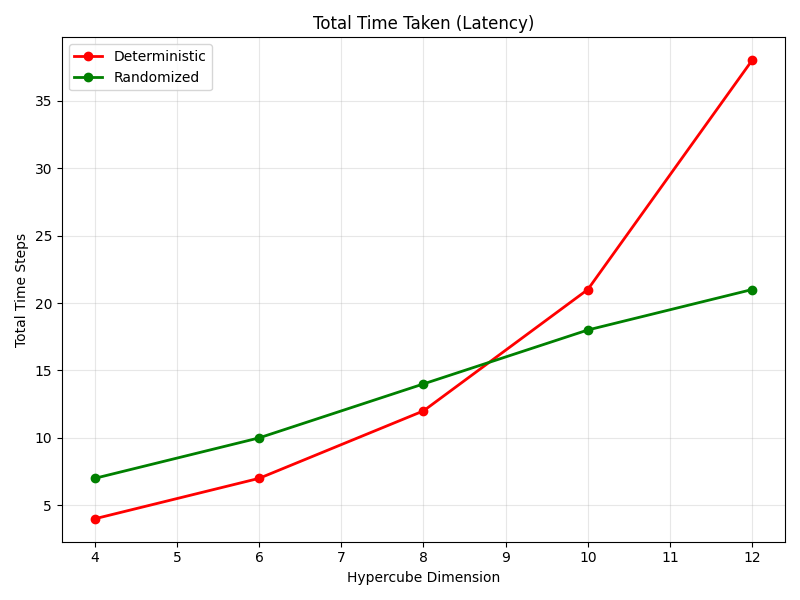 Total Time Taken (Latency)
Deterministic
Randomized
35
30
25
20
15
10
5
Total Time Steps
4 5 6 7 8 9 10 11 12
Hypercube Dimension